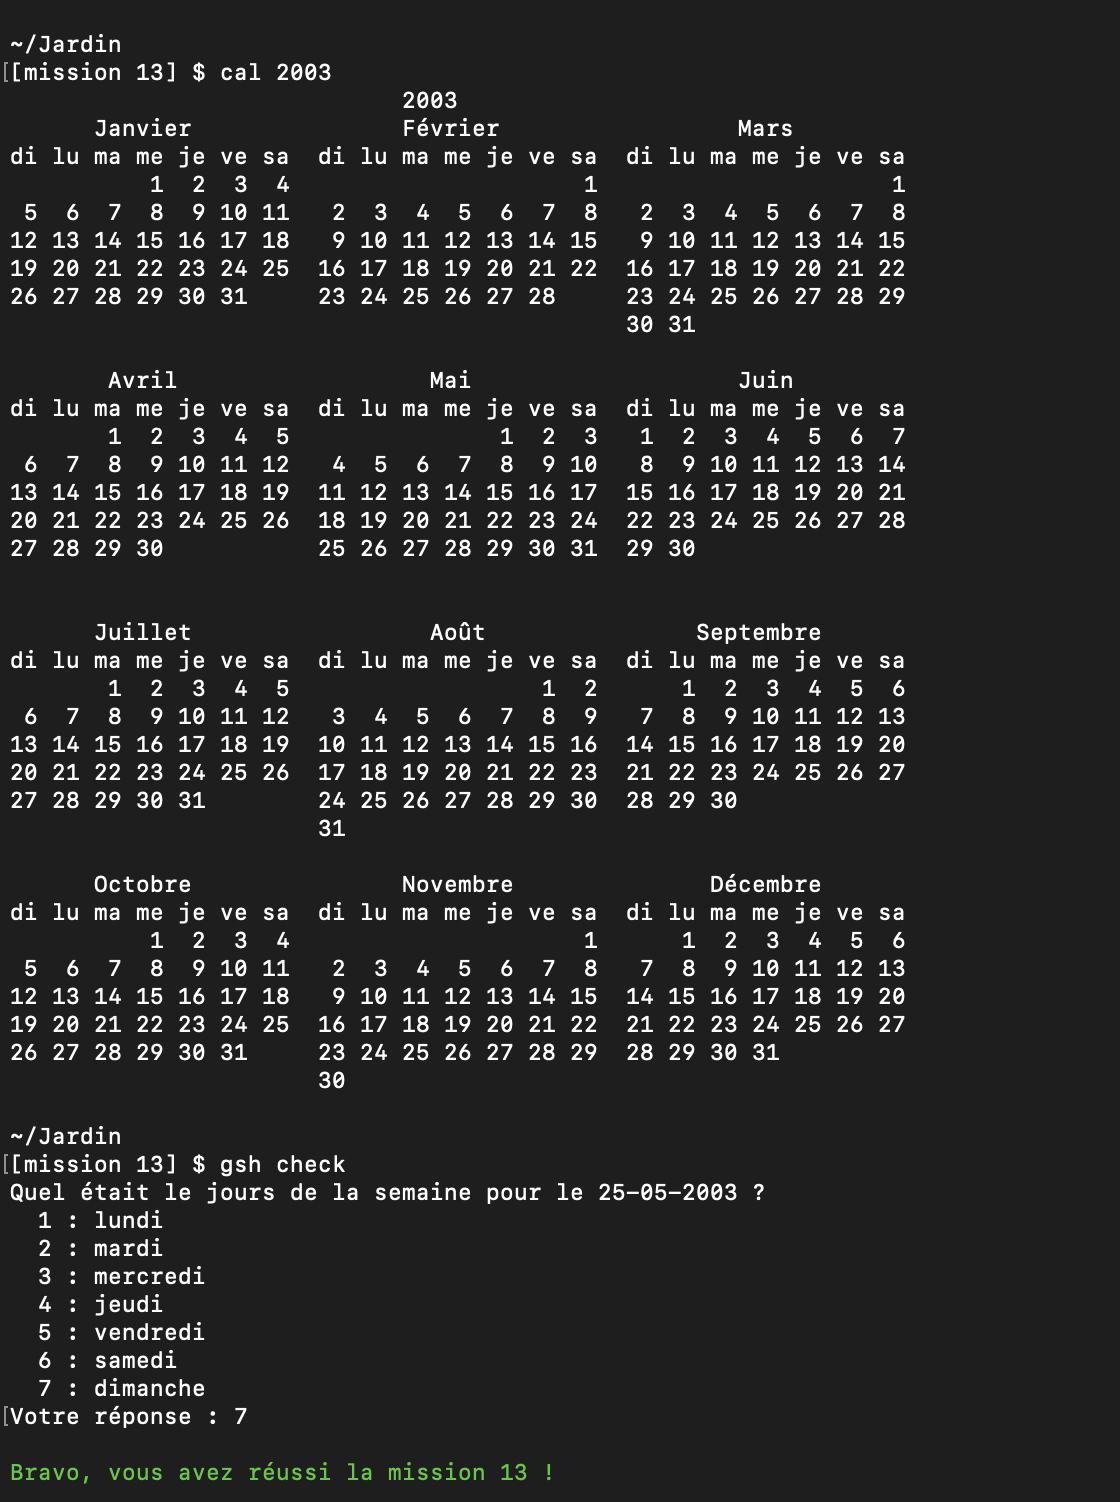 ~/Jardin
[[mission 13] $ cal 2003
                            2003
      Janvier               Février                 Mars
di lu ma me je ve sa  di lu ma me je ve sa  di lu ma me je ve sa
          1  2  3  4                     1                     1
 5  6  7  8  9 10 11   2  3  4  5  6  7  8   2  3  4  5  6  7  8
12 13 14 15 16 17 18   9 10 11 12 13 14 15   9 10 11 12 13 14 15
19 20 21 22 23 24 25  16 17 18 19 20 21 22  16 17 18 19 20 21 22
26 27 28 29 30 31     23 24 25 26 27 28     23 24 25 26 27 28 29
                                            30 31

       Avril                  Mai                   Juin
di lu ma me je ve sa  di lu ma me je ve sa  di lu ma me je ve sa
       1  2  3  4  5               1  2  3   1  2  3  4  5  6  7
 6  7  8  9 10 11 12   4  5  6  7  8  9 10   8  9 10 11 12 13 14
13 14 15 16 17 18 19  11 12 13 14 15 16 17  15 16 17 18 19 20 21
20 21 22 23 24 25 26  18 19 20 21 22 23 24  22 23 24 25 26 27 28
27 28 29 30           25 26 27 28 29 30 31  29 30

      Juillet                 Août               Septembre
di lu ma me je ve sa  di lu ma me je ve sa  di lu ma me je ve sa
       1  2  3  4  5                  1  2      1  2  3  4  5  6
 6  7  8  9 10 11 12   3  4  5  6  7  8  9   7  8  9 10 11 12 13
13 14 15 16 17 18 19  10 11 12 13 14 15 16  14 15 16 17 18 19 20
20 21 22 23 24 25 26  17 18 19 20 21 22 23  21 22 23 24 25 26 27
27 28 29 30 31        24 25 26 27 28 29 30  28 29 30
                      31

      Octobre               Novembre              Décembre
di lu ma me je ve sa  di lu ma me je ve sa  di lu ma me je ve sa
          1  2  3  4                     1      1  2  3  4  5  6
 5  6  7  8  9 10 11   2  3  4  5  6  7  8   7  8  9 10 11 12 13
12 13 14 15 16 17 18   9 10 11 12 13 14 15  14 15 16 17 18 19 20
19 20 21 22 23 24 25  16 17 18 19 20 21 22  21 22 23 24 25 26 27
26 27 28 29 30 31     23 24 25 26 27 28 29  28 29 30 31
                      30

~/Jardin
[[mission 13] $ gsh check
Quel était le jours de la semaine pour le 25-05-2003 ?
  1 : lundi
  2 : mardi
  3 : mercredi
  4 : jeudi
  5 : vendredi
  6 : samedi
  7 : dimanche
[Votre réponse : 7

Bravo, vous avez réussi la mission 13 !